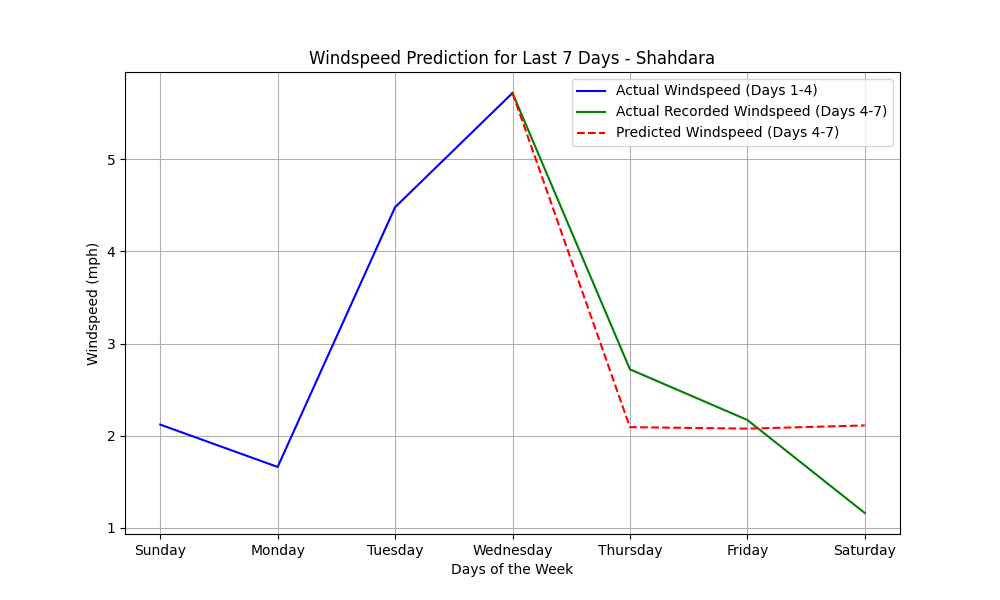 Windspeed Prediction for Last 7 Days - Shahdara
Actual Windspeed (Days 1-4)
Actual Recorded Windspeed (Days 4-7)
Predicted Windspeed (Days 4-7)
Windspeed (mph)
5
4
3
2
1
Sunday Monday Tuesday Wednesday Thursday Friday Saturday
Days of the Week